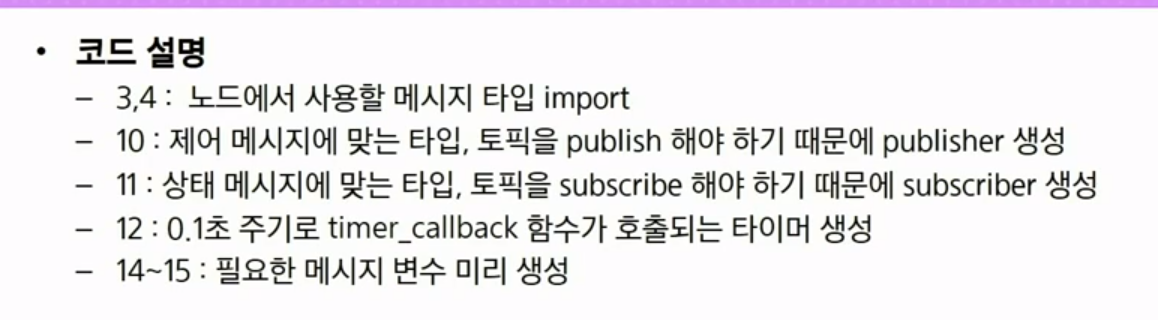 • 코드 설명
– 3,4 : 노드에서 사용할 메시지 타입 import
– 10 : 제어 메시지에 맞는 타입, 토픽을 publish 해야 하기 때문에 publisher 생성
– 11 : 상태 메시지에 맞는 타입, 토픽을 subscribe 해야 하기 때문에 subscriber 생성
– 12 : 0.1초 주기로 timer_callback 함수가 호출되는 타이머 생성
– 14~15 : 필요한 메시지 변수 미리 생성